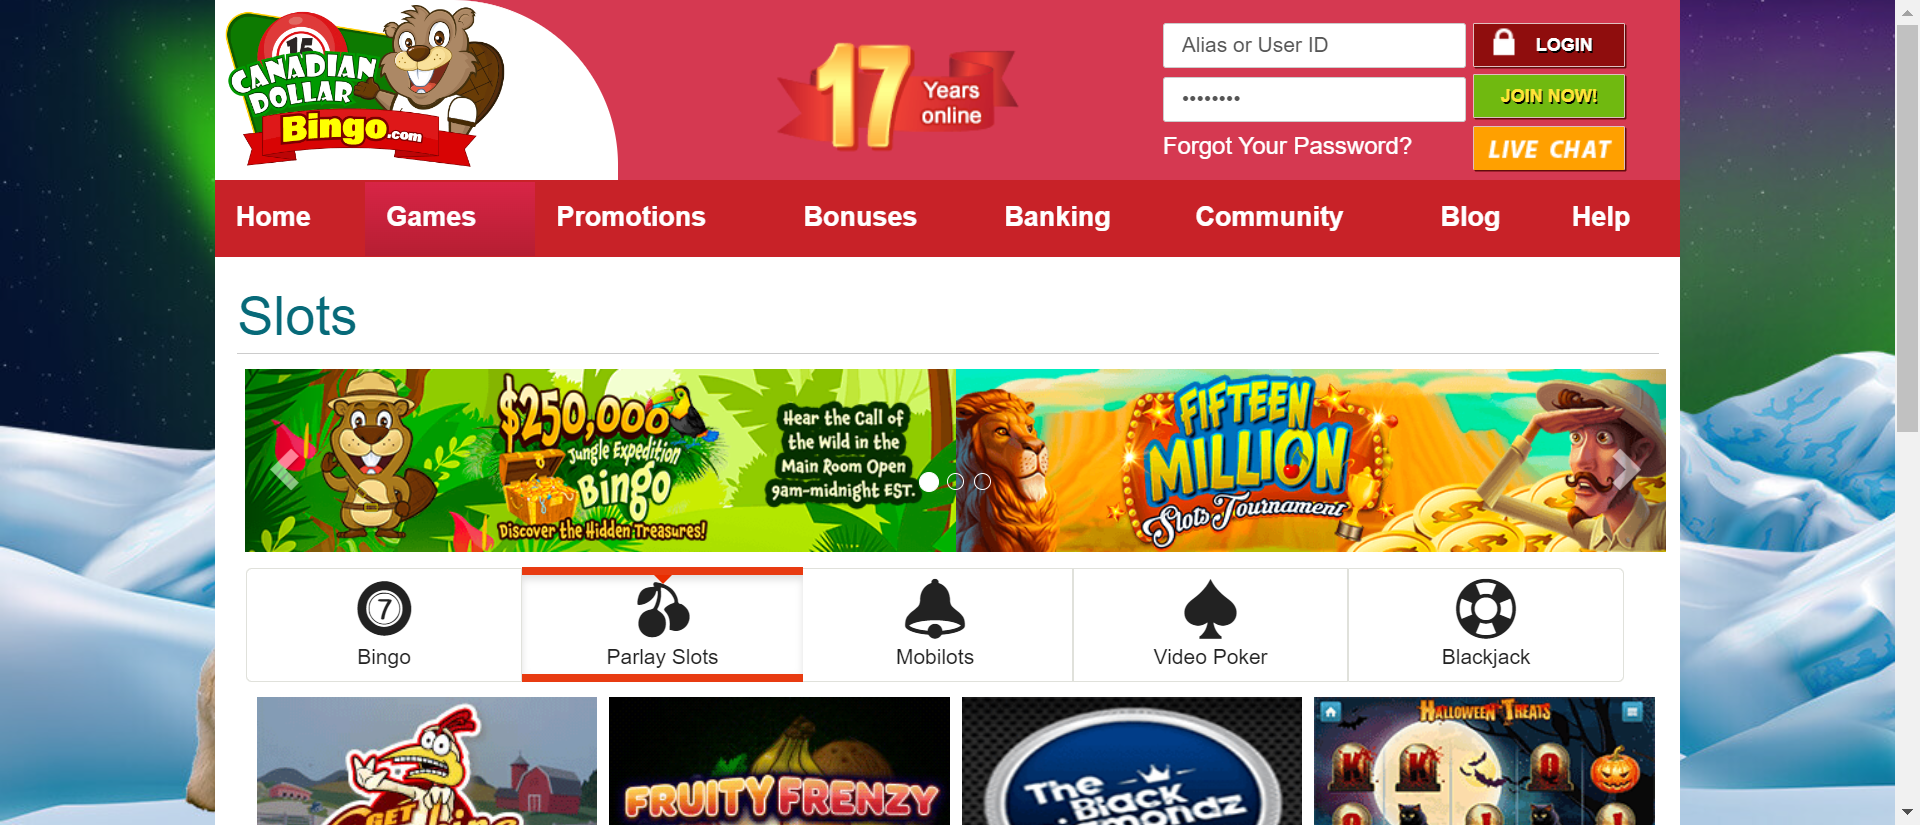 15
CANADIAN
DOLLAR
Bingo.com
17
Years
online
Alias or User ID
LOGIN
••••••••
JOIN NOW!
Forgot Your Password?
LIVE CHAT
Home
Games
Promotions
Bonuses
Banking
Community
Blog
Help
Slots
$250,000
Jungle Expedition
Bingo
Discover the Hidden Treasures!
Hear the Call of
the Wild in the
Main Room Open
9am-midnight EST.
FIFTEEN
MILLION
Slots Tournament
7
Bingo
Parlay Slots
Mobilots
Video Poker
Blackjack
GET
FRUITY FRENZY
The
Black
HALLOWEEN TREATS
K
K
Q